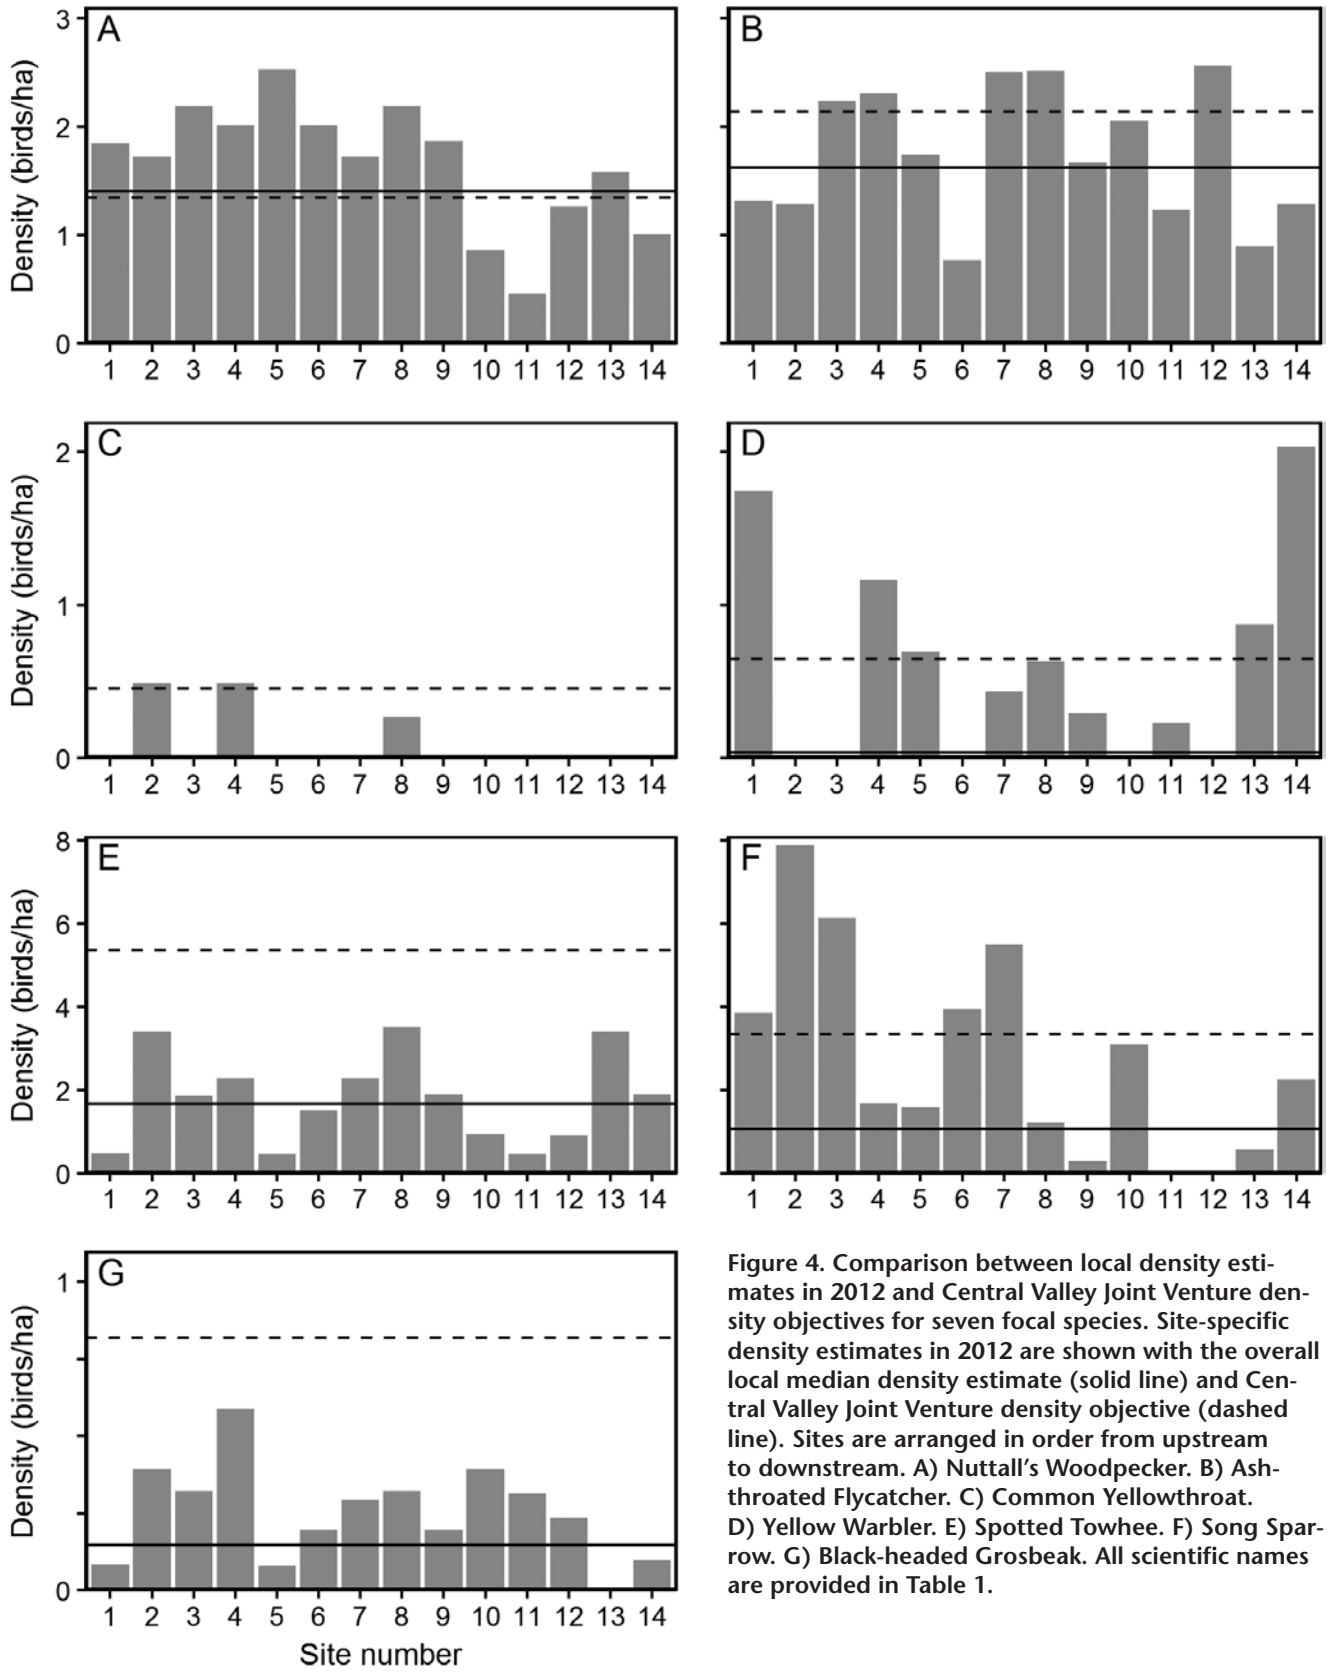 A
B
3
2
1
0
Density (birds/ha)
1 2 3 4 5 6 7 8 9 10 11 12 13 14
1 2 3 4 5 6 7 8 9 10 11 12 13 14
C
D
2
1
0
Density (birds/ha)
1 2 3 4 5 6 7 8 9 10 11 12 13 14
1 2 3 4 5 6 7 8 9 10 11 12 13 14
E
F
8
6
4
2
0
Density (birds/ha)
1 2 3 4 5 6 7 8 9 10 11 12 13 14
1 2 3 4 5 6 7 8 9 10 11 12 13 14
G
1
0
Density (birds/ha)
1 2 3 4 5 6 7 8 9 10 11 12 13 14
Site number
Figure 4. Comparison between local density esti-
mates in 2012 and Central Valley Joint Venture den-
sity objectives for seven focal species. Site-specific
density estimates in 2012 are shown with the overall
local median density estimate (solid line) and Cen-
tral Valley Joint Venture density objective (dashed
line). Sites are arranged in order from upstream
to downstream. A) Nuttall’s Woodpecker. B) Ash-
throated Flycatcher. C) Common Yellowthroat.
D) Yellow Warbler. E) Spotted Towhee. F) Song Spar-
row. G) Black-headed Grosbeak. All scientific names
are provided in Table 1.